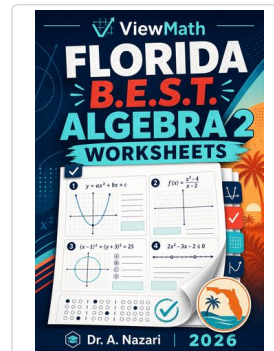 ViewMath
FLORIDA
B.E.S.T.
ALGEBRA 2
WORKSHEETS
1 y = ax² + bx + c
2 f(x) = x²-4 / x-2
3 (x−1)² + (y+3)² = 25
A
B
C
D
4 2x² − 3x − 2 ≤ 0
Dr. A. Nazari | 2026